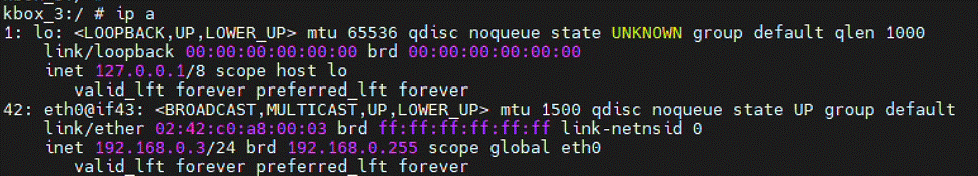 kbox_3:/ # ip a
1: lo: <LOOPBACK,UP,LOWER_UP> mtu 65536 qdisc noqueue state UNKNOWN group default qlen 1000
    link/loopback 00:00:00:00:00:00 brd 00:00:00:00:00:00
    inet 127.0.0.1/8 scope host lo
       valid_lft forever preferred_lft forever
42: eth0@if43: <BROADCAST,MULTICAST,UP,LOWER_UP> mtu 1500 qdisc noqueue state UP group default
    link/ether 02:42:c0:a8:00:03 brd ff:ff:ff:ff:ff:ff link-netnsid 0
    inet 192.168.0.3/24 brd 192.168.0.255 scope global eth0
       valid_lft forever preferred_lft forever